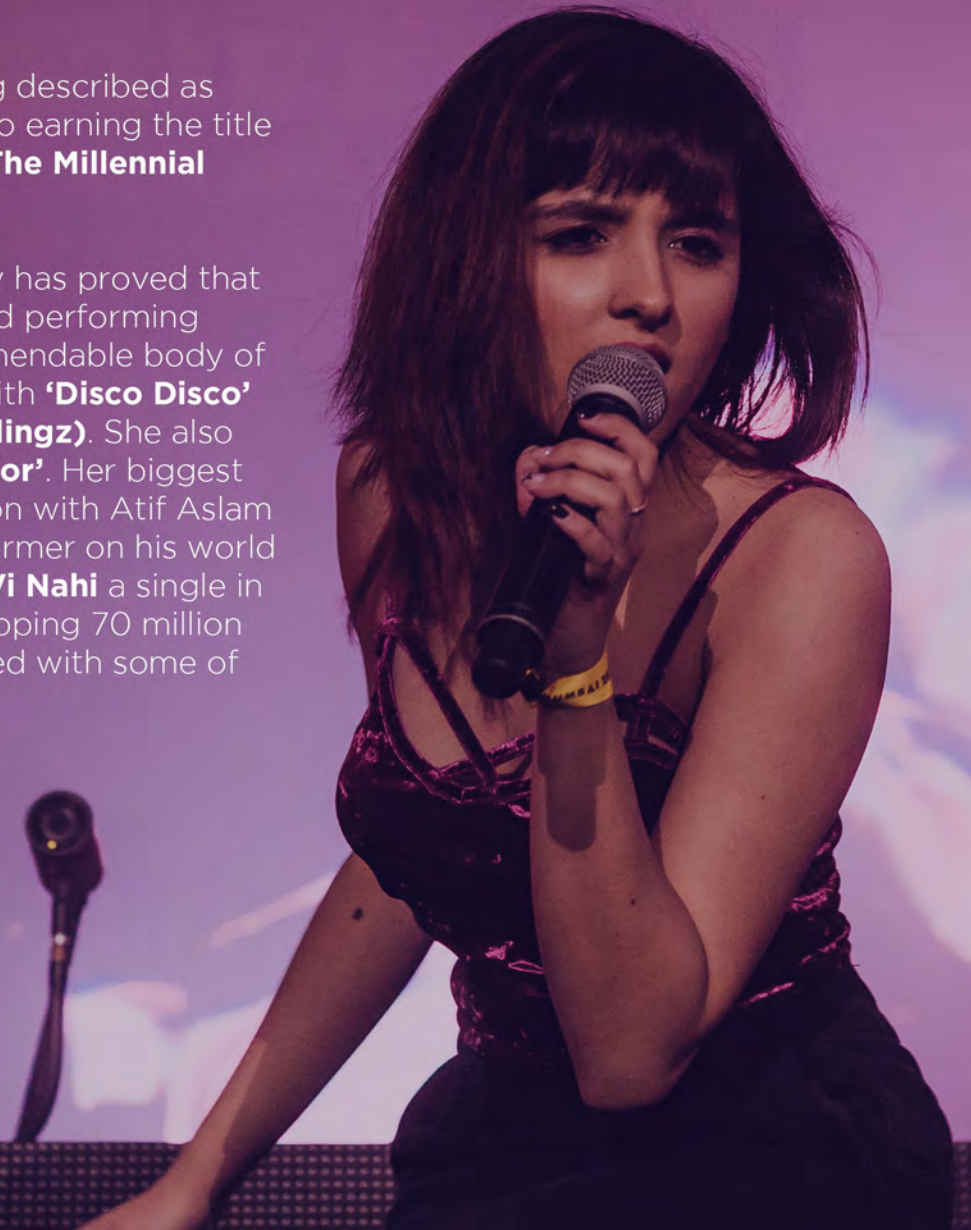 g described as
o earning the title
The Millennial
y has proved that
d performing
mendable body of
ith ‘Disco Disco’
lingz). She also
or’. Her biggest
on with Atif Aslam
rmer on his world
Vi Nahi a single in
pping 70 million
ed with some of
UMBAI